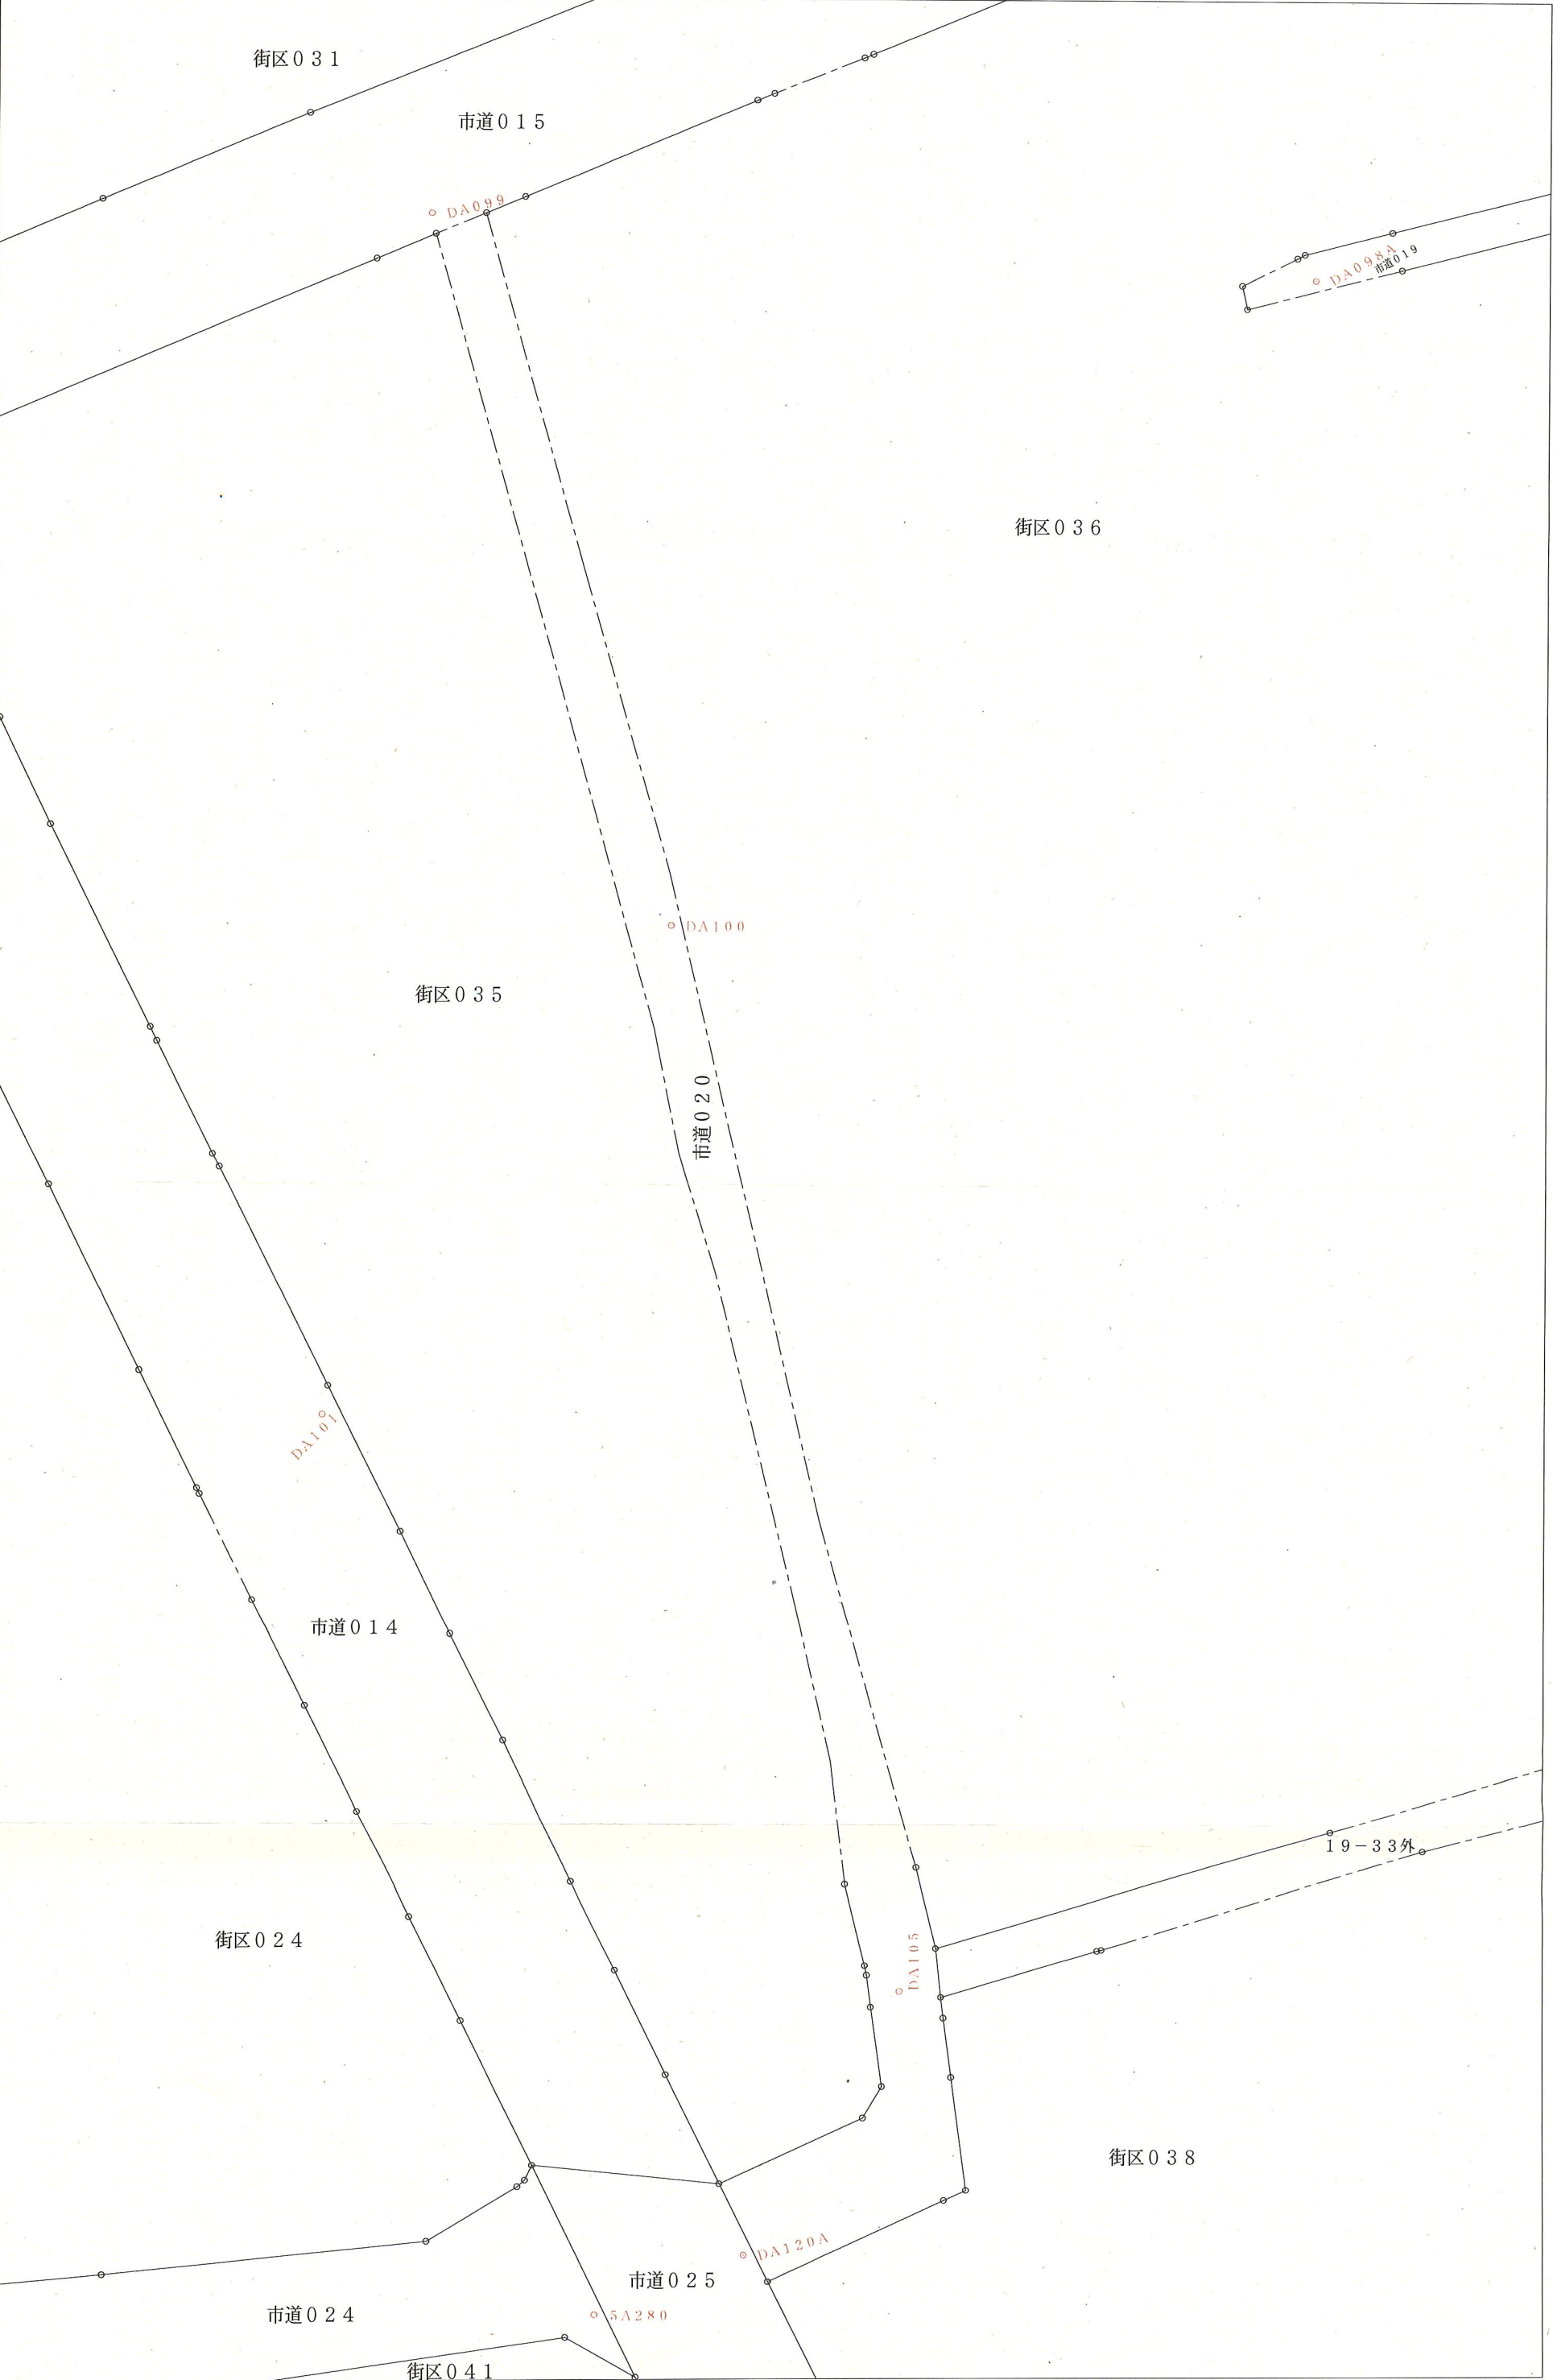 街区０３１
市道０１５
DA099
DA098A
市道０１９
街区０３６
DA100
街区０３５
市道０２０
DA101
市道０１４
１９－３３外
街区０２４
DA105
街区０３８
DA120A
市道０２５
市道０２４
5A280
街区０４１